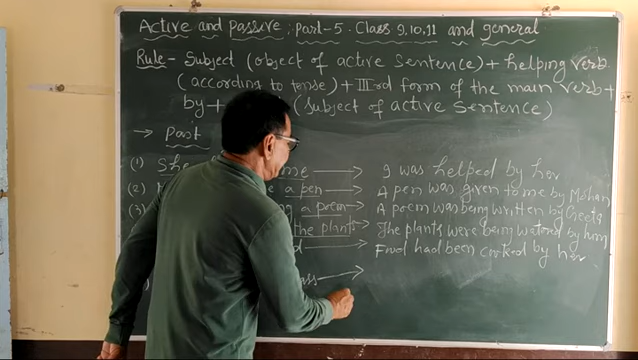 Active and Passive : Part-5. Class 9,10,11 and general
Rule- Subject (object of active sentence) + helping verb
(according to tense) + IIIrd form of the main verb +
by + (subject of active sentence)
→ Past
(1) She me → I was helped by her
(2) a pen → A pen was given to me by Mohan
(3) a poem → A poem was being written by Geeta
the plants → The plants were being watered by him
→ Food had been cooked by her
→